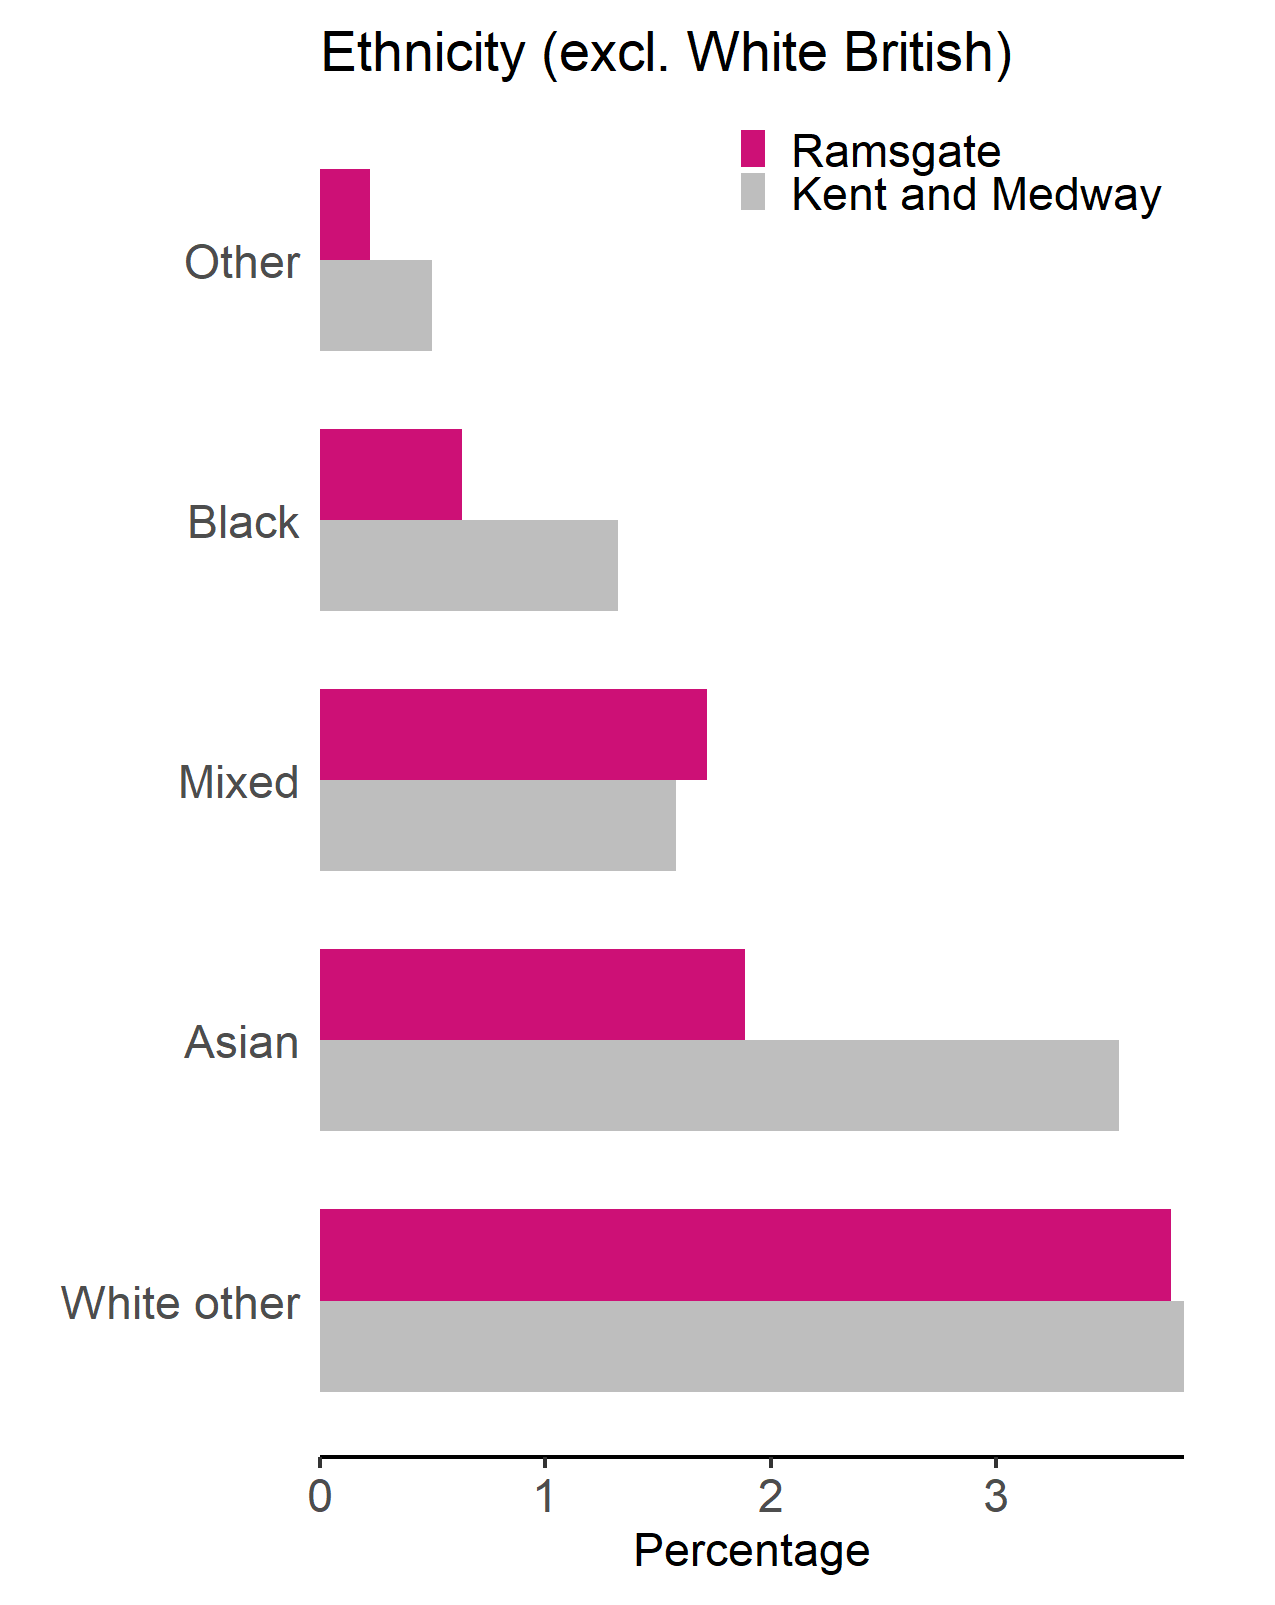 Ethnicity (excl. White British)
Ramsgate
Kent and Medway
Other
Black
Mixed
Asian
White other
0 1 2 3
Percentage